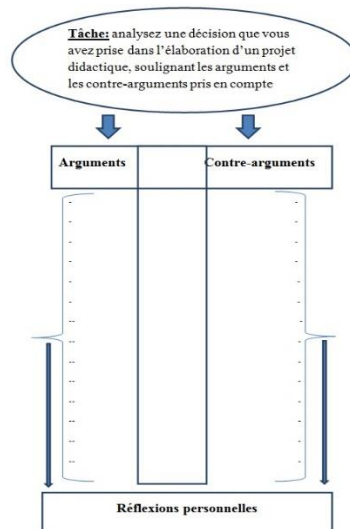 Tâche: analysez une décision que vous
avez prise dans l'élaboration d'un projet
didactique, soulignant les arguments et
les contre-arguments pris en compte
Arguments
Contre-arguments
Réflexions personnelles